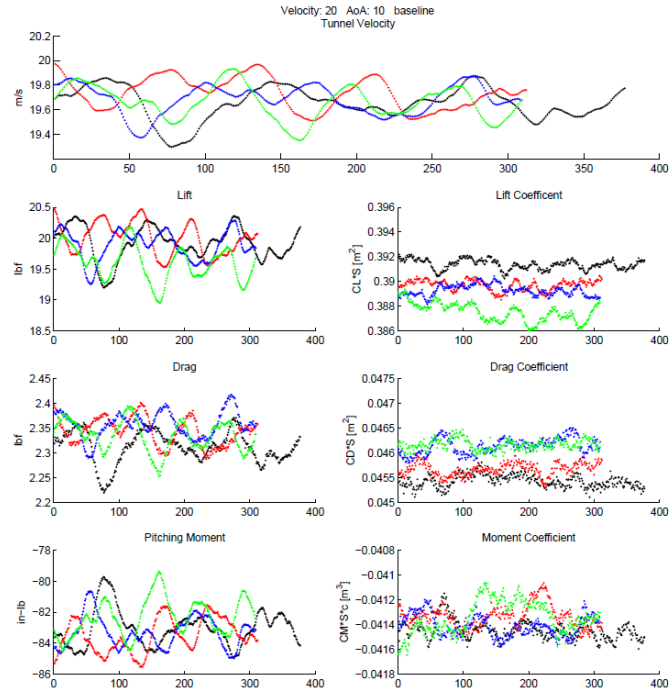 Velocity: 20 AoA: 10 baseline
Tunnel Velocity
20.2
20
19.8
19.6
19.4
m/s
0 50 100 150 200 250 300 350 400
Lift
20.5
20
19.5
19
18.5
lbf
0 100 200 300 400
Lift Coefficent
0.396
0.394
0.392
0.39
0.388
0.386
CL*S [m²]
0 100 200 300 400
Drag
2.45
2.4
2.35
2.3
2.25
2.2
lbf
0 100 200 300 400
Drag Coefficient
0.0475
0.047
0.0465
0.046
0.0455
0.045
CD*S [m²]
0 100 200 300 400
Pitching Moment
−78
−80
−82
−84
−86
in−lb
0 100 200 300 400
Moment Coefficient
−0.0408
−0.041
−0.0412
−0.0414
−0.0416
−0.0418
CM*S*c [m³]
0 100 200 300 400